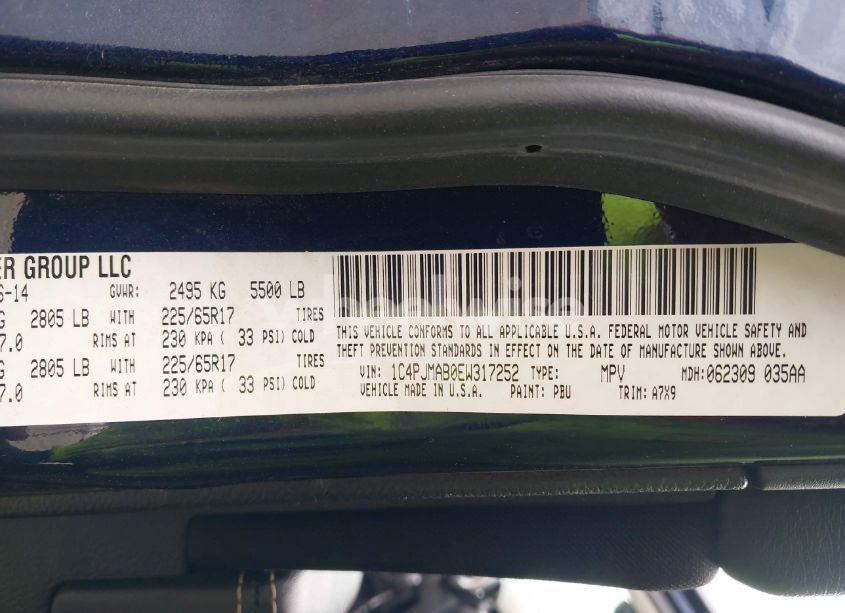 ER GROUP LLC
6-14 GVWR: 2495 KG 5500 LB
G 2805 LB WITH 225/65R17 TIRES
7.0 RIMS AT 230 KPA ( 33 PSI) COLD
G 2805 LB WITH 225/65R17 TIRES
7.0 RIMS AT 230 KPA ( 33 PSI) COLD
THIS VEHICLE CONFORMS TO ALL APPLICABLE U.S.A. FEDERAL MOTOR VEHICLE SAFETY AND
THEFT PREVENTION STANDARDS IN EFFECT ON THE DATE OF MANUFACTURE SHOWN ABOVE.
VIN: 1C4PJMAB0EW317252 TYPE: MPV MDH:062309 035AA
VEHICLE MADE IN U.S.A. PAINT: PBU TRIM: A7X9